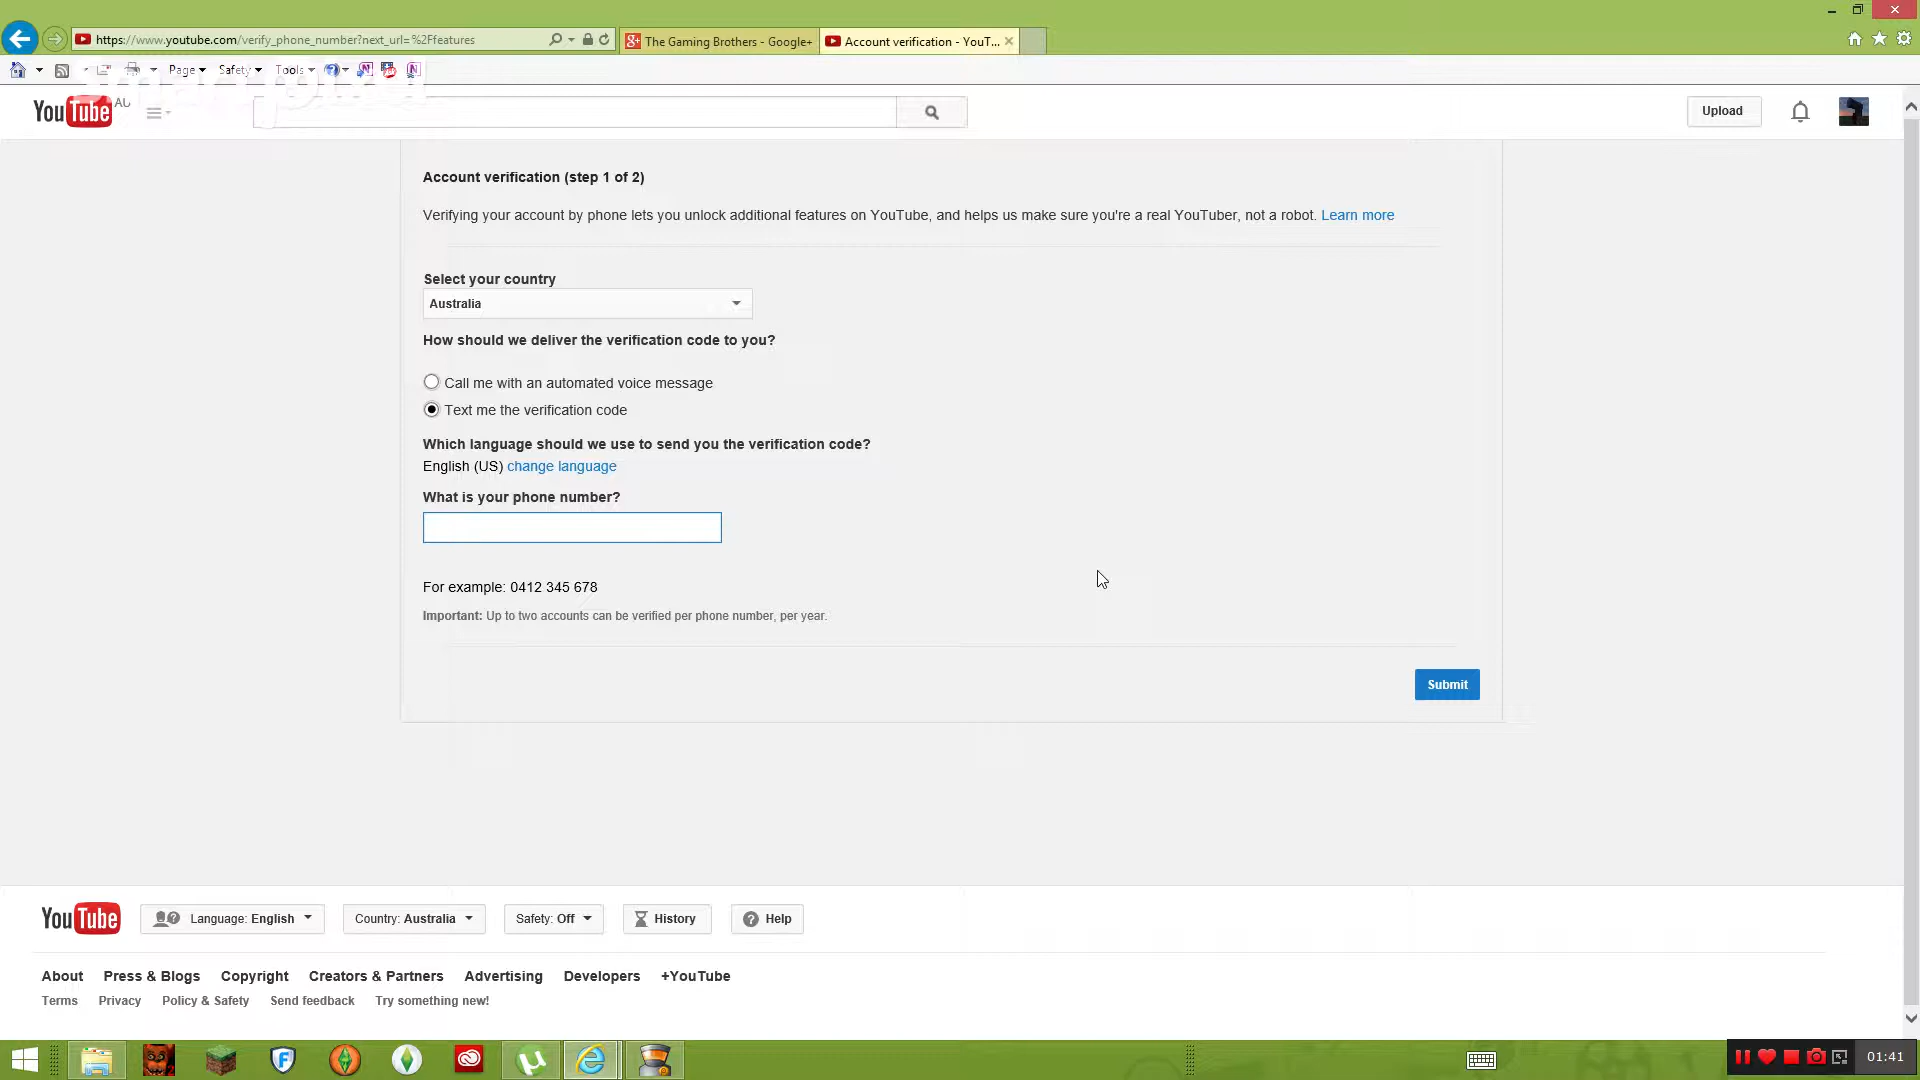 https://www.youtube.com/verify_phone_number?next_url=%2Ffeatures
The Gaming Brothers - Google+
Account verification - YouT...
Page
Safety
Tools
YouTube AU
Upload
Account verification (step 1 of 2)
Verifying your account by phone lets you unlock additional features on YouTube, and helps us make sure you're a real YouTuber, not a robot. Learn more
Select your country
Australia
How should we deliver the verification code to you?
Call me with an automated voice message
Text me the verification code
Which language should we use to send you the verification code?
English (US) change language
What is your phone number?
For example: 0412 345 678
Important: Up to two accounts can be verified per phone number, per year.
Submit
YouTube Language: English Country: Australia Safety: Off History Help
About Press & Blogs Copyright Creators & Partners Advertising Developers +YouTube
Terms Privacy Policy & Safety Send feedback Try something new!
01:41